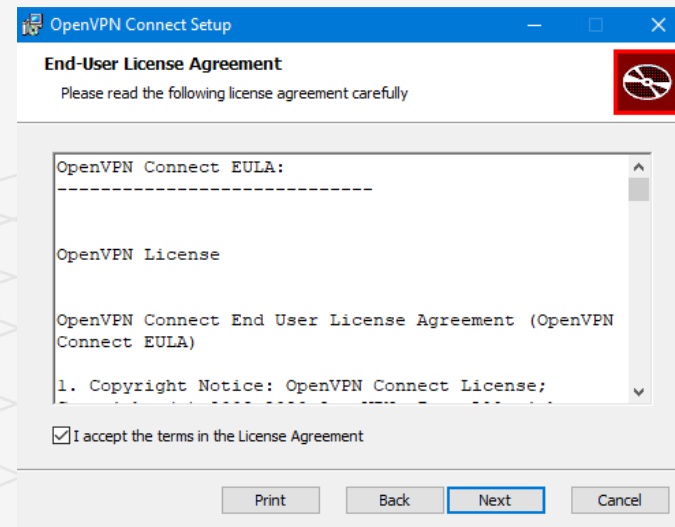 OpenVPN Connect Setup
End-User License Agreement
Please read the following license agreement carefully
OpenVPN Connect EULA:
------------------------------
OpenVPN License
OpenVPN Connect End User License Agreement (OpenVPN
Connect EULA)
1. Copyright Notice: OpenVPN Connect License;
I accept the terms in the License Agreement
Print
Back
Next
Cancel